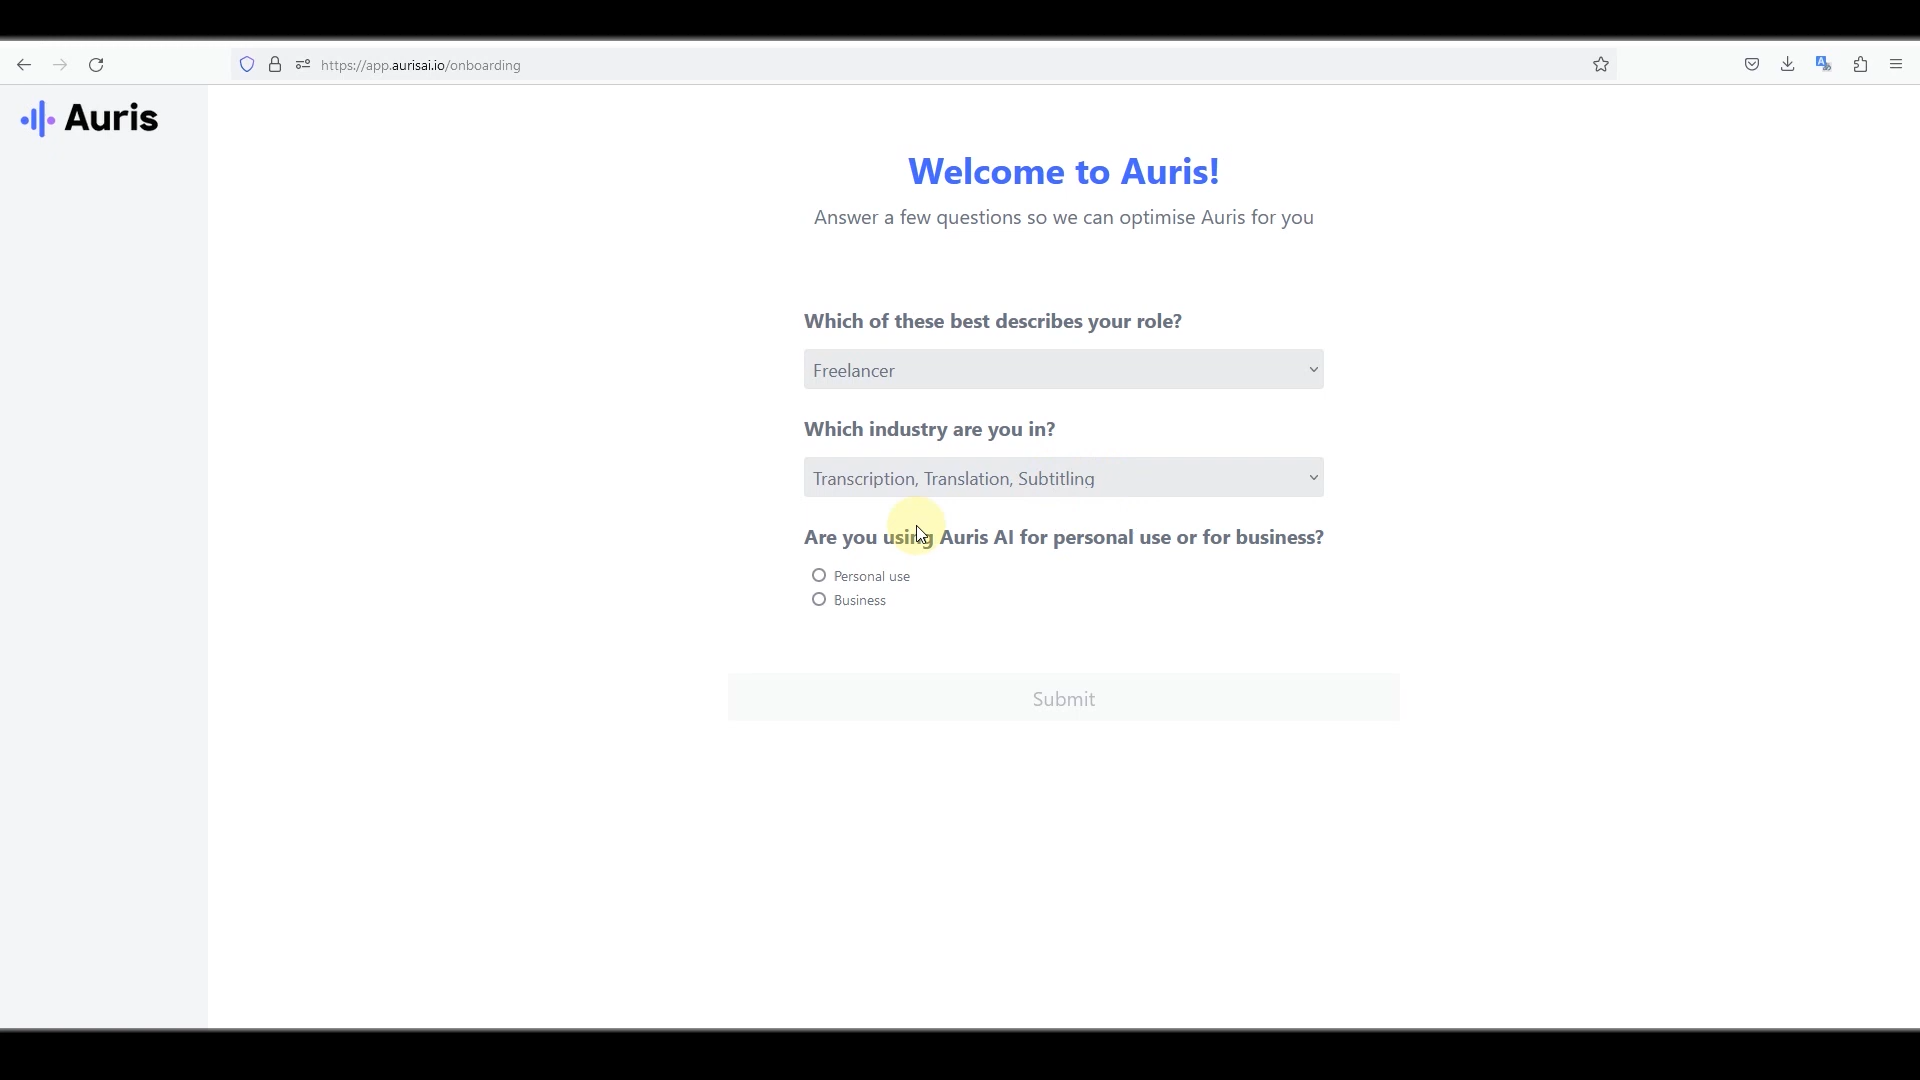 https://app.aurisai.io/onboarding
Auris
Welcome to Auris!
Answer a few questions so we can optimise Auris for you
Which of these best describes your role?
Freelancer
Which industry are you in?
Transcription, Translation, Subtitling
Are you using Auris AI for personal use or for business?
Personal use
Business
Submit